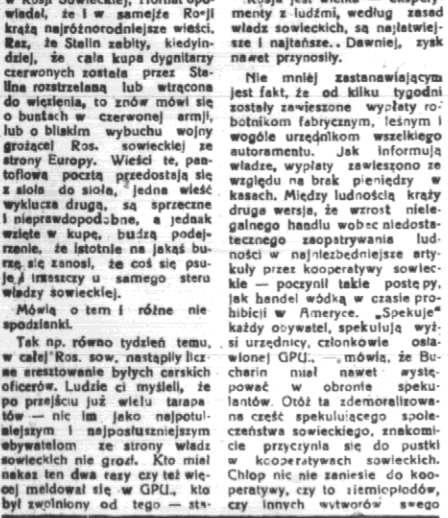 w Rosji Sowieckiej,
wiadał, że i w samejże Rosji
krążą najróżnorodniejsze wieści.
Raz, że Stalin zabity, kiedyin-
dziej, że cała kupa dygnitarzy
czerwonych została przez Sta-
lina rozstrzelaną lub wtrącona
do więzienia, to znów mówi się
o buntach w czerwonej armji,
lub o bliskim wybuchu wojny
grożącej Ros. sowieckiej ze
strony Europy. Wieści te, pan-
toflową pocztą przedostają się
z sioła do sioła, jedna wieść
wyklucza drugą, są sprzeczne
i nieprawdopodobne, a jednak
wzięte w kupę, budzą podej-
rzenie, że istotnie na jakąś bu-
rzę się zanosi, że coś się psu-
je i trzeszczy u samego steru
władzy sowieckiej.
Mówią o tem i różne nie
spodzianki.
Tak np. równo tydzień temu,
w całej Ros. sow. nastąpiły licz
ne aresztowanie byłych carskich
oficerów. Ludzie ci myśleli, że
po przejściu już wielu tarapa
tów — nic im jako najpotul-
niejszym i najposłuszniejszym
obywatelom ze strony władz
sowieckich nie grozi. Kto miał
nakaz ten dwa razy czy też wię-
cej meldował się w GPU., kto
był zwolniony od tego — sta-
menty z ludźmi, według zasad
władz sowieckich, są najłatwiej-
sze i najtańsze.. Dawniej, zysk
nawet przynosiły.
Nie mniej zastanawiającym
jest fakt, że od kilku tygodni
zostały zawieszone wypłaty ro-
botnikom fabrycznym, leśnym i
wogóle urzędnikom wszelkiego
autoramentu. Jak informują
władze, wypłaty zawieszono ze
względu na brak pieniędzy w
kasach. Między ludnością krąży
druga wersja, że wzrost niele-
galnego handlu wobec niedosta-
tecznego zaopatrywania lud-
ności w najniezbędniejsze arty-
kuły przez kooperatywy sowiec-
kie — poczynił takie postępy,
jak handel wódką w czasie pro-
hibicji w Ameryce. „Spekuje"
każdy obywatel, spekulują wyż-
si urzędnicy, członkowie osła-
wionej GPU., — mówią, że Bu-
charin miał nawet wystę-
pować w obronie speku-
lantów. Otóż ta zdemoralizowa-
na część spekulującego społe-
czeństwa sowieckiego, znakomi-
cie przyczynia się do pustki
w kooperatywach sowieckich.
Chłop nic nie zaniesie do koo-
peratywy, czy to ziemiopłodów,
czy innych wytworów swego